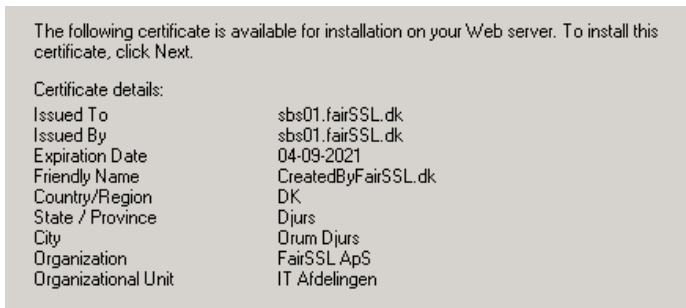 The following certificate is available for installation on your Web server. To install this
certificate, click Next.
Certificate details:
Issued To sbs01.fairSSL.dk
Issued By sbs01.fairSSL.dk
Expiration Date 04-09-2021
Friendly Name CreatedByFairSSL.dk
Country/Region DK
State / Province Djurs
City Orum Djurs
Organization FairSSL ApS
Organizational Unit IT Afdelingen